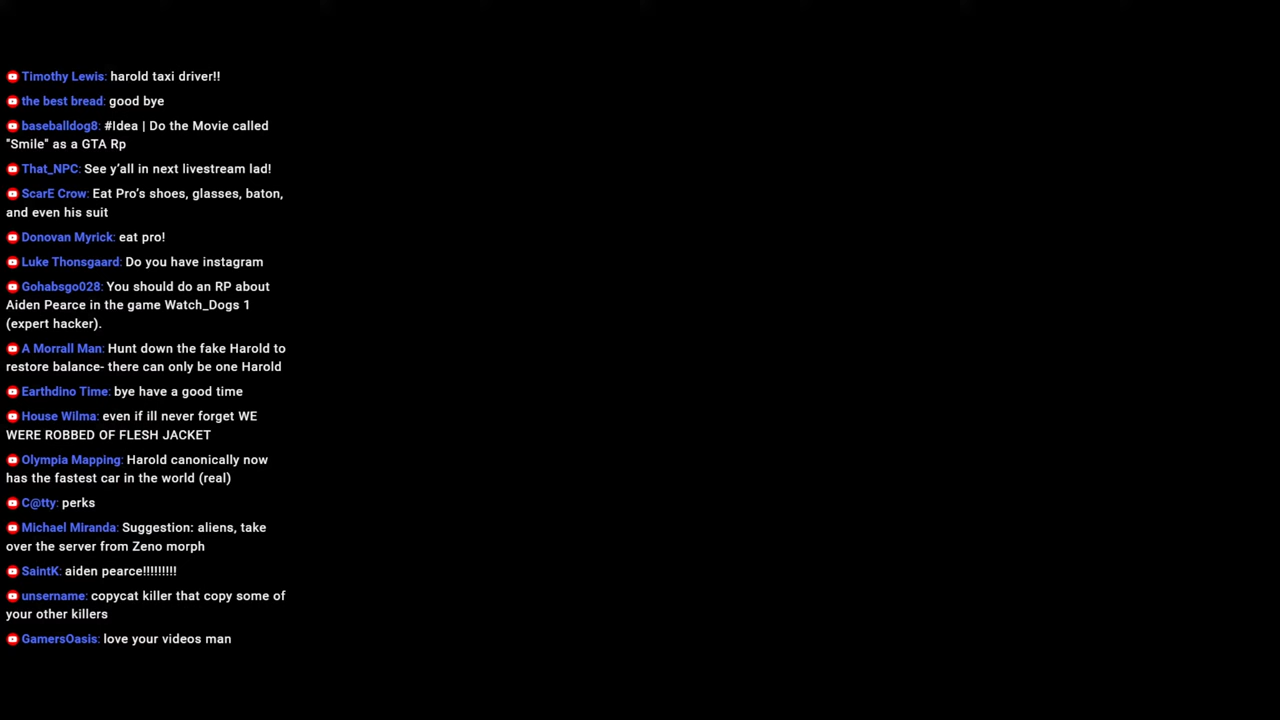 Timothy Lewis: harold taxi driver!!
the best bread: good bye
baseballdog8: #Idea | Do the Movie called
"Smile" as a GTA Rp
That_NPC: See y’all in next livestream lad!
ScarE Crow: Eat Pro’s shoes, glasses, baton,
and even his suit
Donovan Myrick: eat pro!
Luke Thonsgaard: Do you have instagram
Gohabsgo028: You should do an RP about
Aiden Pearce in the game Watch_Dogs 1
(expert hacker).
A Morrall Man: Hunt down the fake Harold to
restore balance- there can only be one Harold
Earthdino Time: bye have a good time
House Wilma: even if ill never forget WE
WERE ROBBED OF FLESH JACKET
Olympia Mapping: Harold canonically now
has the fastest car in the world (real)
C@tty: perks
Michael Miranda: Suggestion: aliens, take
over the server from Zeno morph
SaintK: aiden pearce!!!!!!!!!
unsername: copycat killer that copy some of
your other killers
GamersOasis: love your videos man